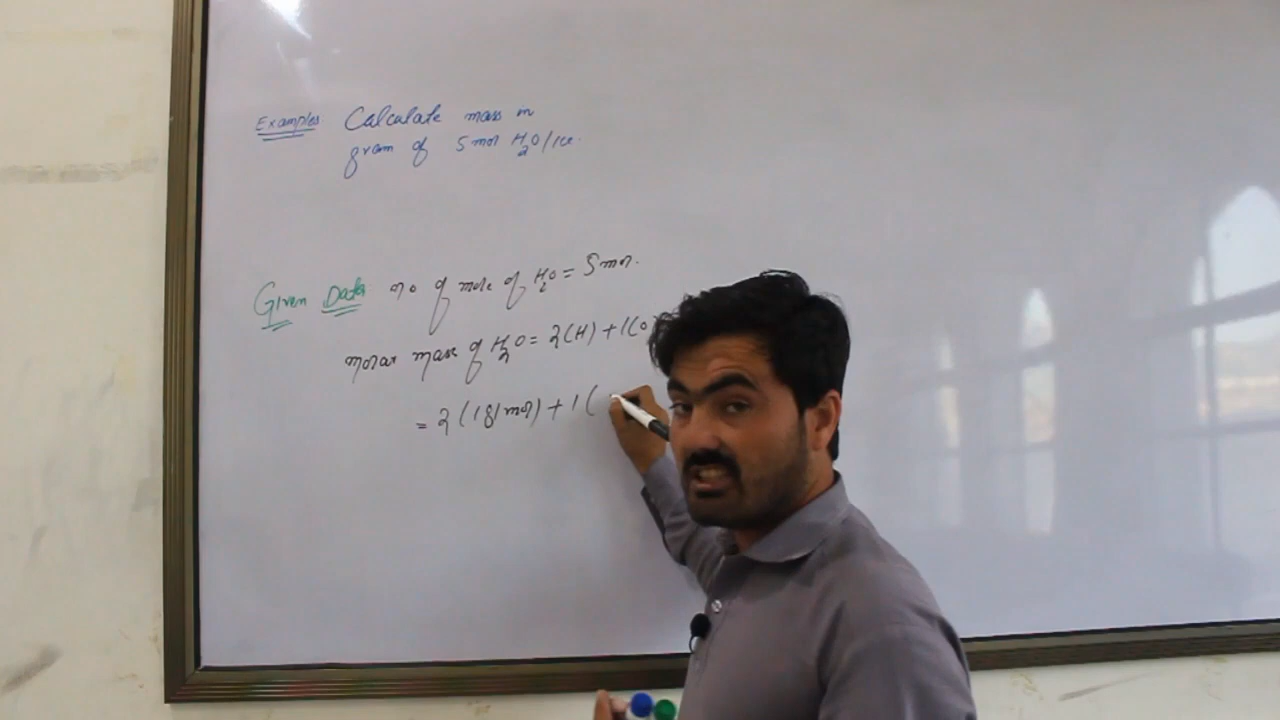 Examples Calculate mass in
gram of 5 mol H2O/Ice.
Given Data no of mole of H2O = 5 mol.
molar mass of H2O = 2(H) + 1(O
= 2 (1g/mol) + 1 (